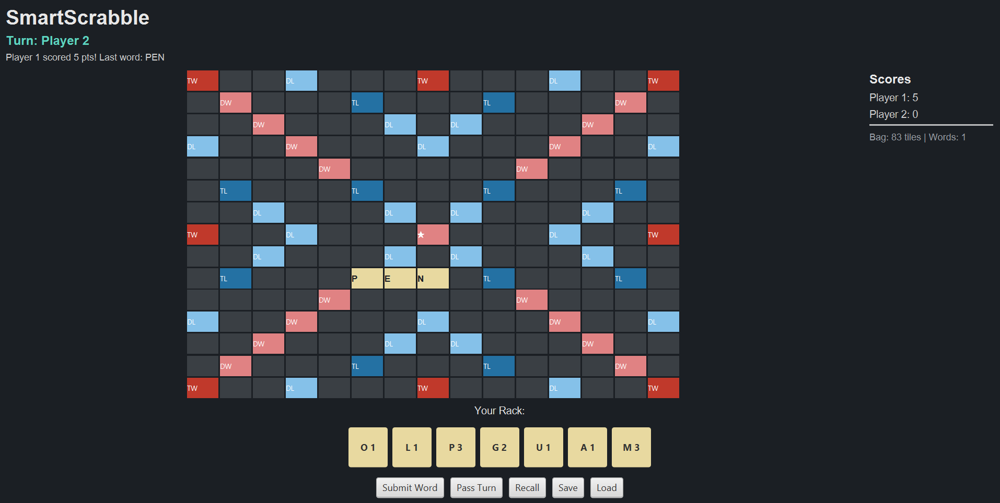 SmartScrabble
Turn: Player 2
Player 1 scored 5 pts! Last word: PEN
TW DL TW DL TW
DW TL TL DW
DW DL DL DW
DL DW DL DW DL
DW DW
TL TL TL TL
DL DL DL DL
TW DL ★ DL TW
DL DL DL DL
TL P E N TL TL
DW DW
DL DW DL DW DL
DW DL DL DW
DW TL TL DW
TW DL TW DL TW
Scores
Player 1: 5
Player 2: 0
Bag: 83 tiles | Words: 1
Your Rack:
O 1 L 1 P 3 G 2 U 1 A 1 M 3
Submit Word Pass Turn Recall Save Load